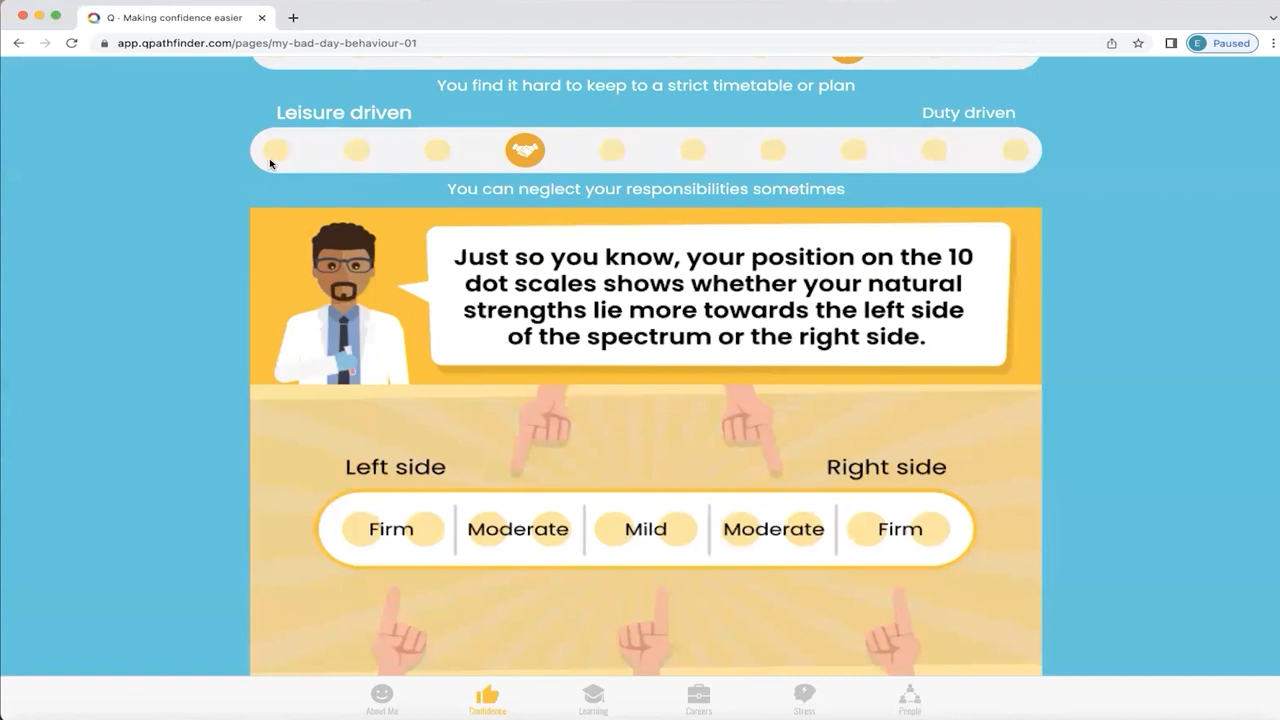 Q - Making confidence easier
app.qpathfinder.com/pages/my-bad-day-behaviour-01
E
Paused
You find it hard to keep to a strict timetable or plan
Leisure driven
Duty driven
You can neglect your responsibilities sometimes
Just so you know, your position on the 10
dot scales shows whether your natural
strengths lie more towards the left side
of the spectrum or the right side.
Left side
Right side
Firm
Moderate
Mild
Moderate
Firm
About Me
Confidence
Learning
Careers
Stress
People